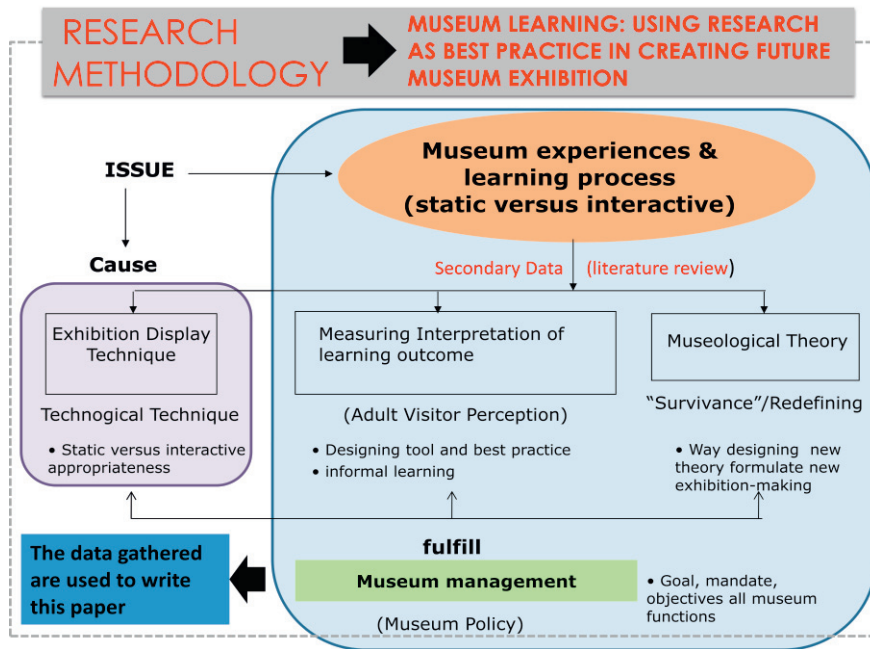 RESEARCH
METHODOLOGY
MUSEUM LEARNING: USING RESEARCH
AS BEST PRACTICE IN CREATING FUTURE
MUSEUM EXHIBITION
ISSUE
Museum experiences &
learning process
(static versus interactive)
Cause
Secondary Data (literature review)
Exhibition Display
Technique
Technogical Technique
• Static versus interactive
appropriateness
Measuring Interpretation of
learning outcome
(Adult Visitor Perception)
• Designing tool and best practice
• informal learning
Museological Theory
“Survivance”/Redefining
• Way designing new
theory formulate new
exhibition-making
fulfill
Museum management
(Museum Policy)
• Goal, mandate,
objectives all museum
functions
The data gathered
are used to write
this paper